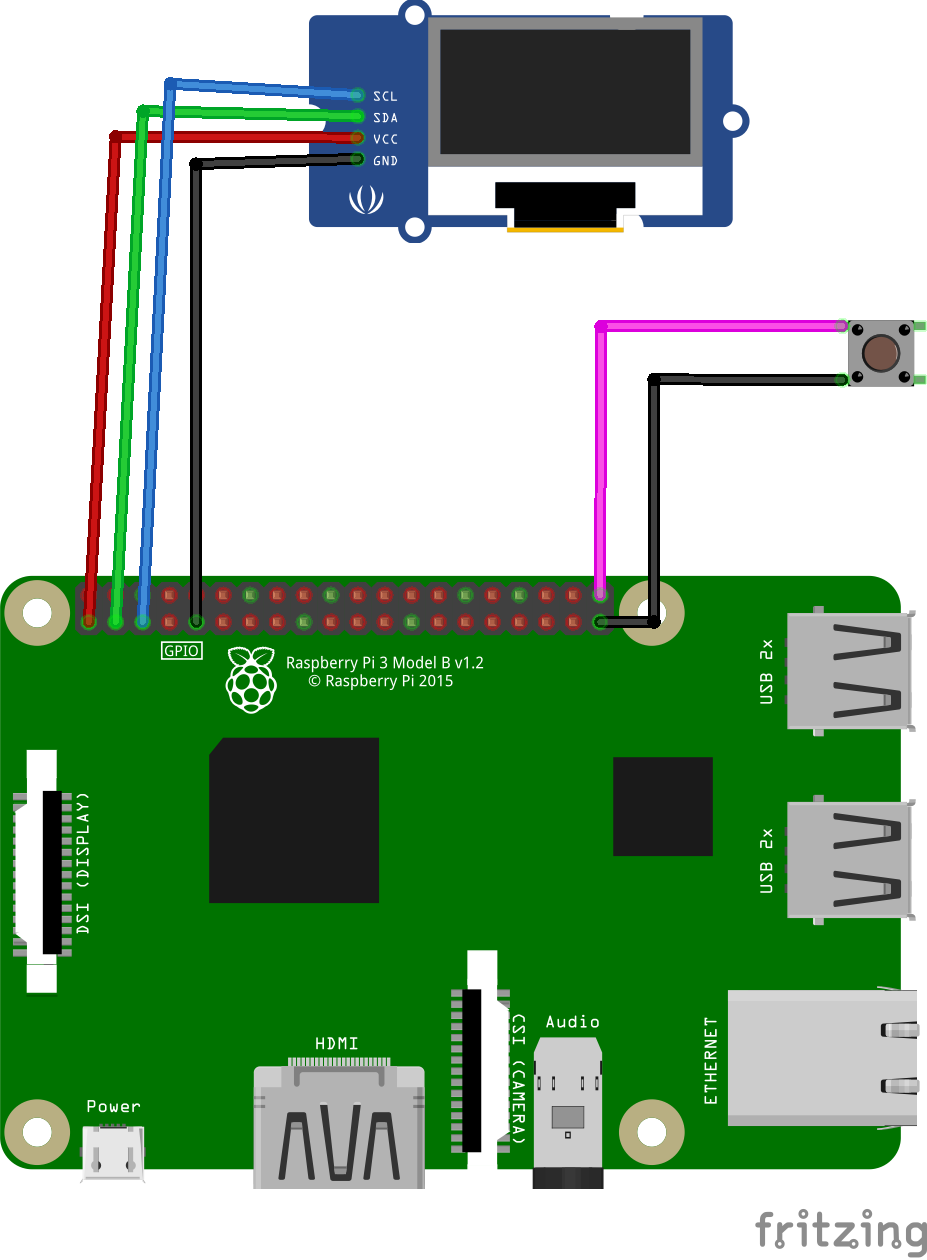 SCL
SDA
VCC
GND
GPIO
Raspberry Pi 3 Model B v1.2
© Raspberry Pi 2015
USB 2x
DSI (DISPLAY)
USB 2x
HDMI
CSI (CAMERA)
Audio
ETHERNET
Power
fritzing